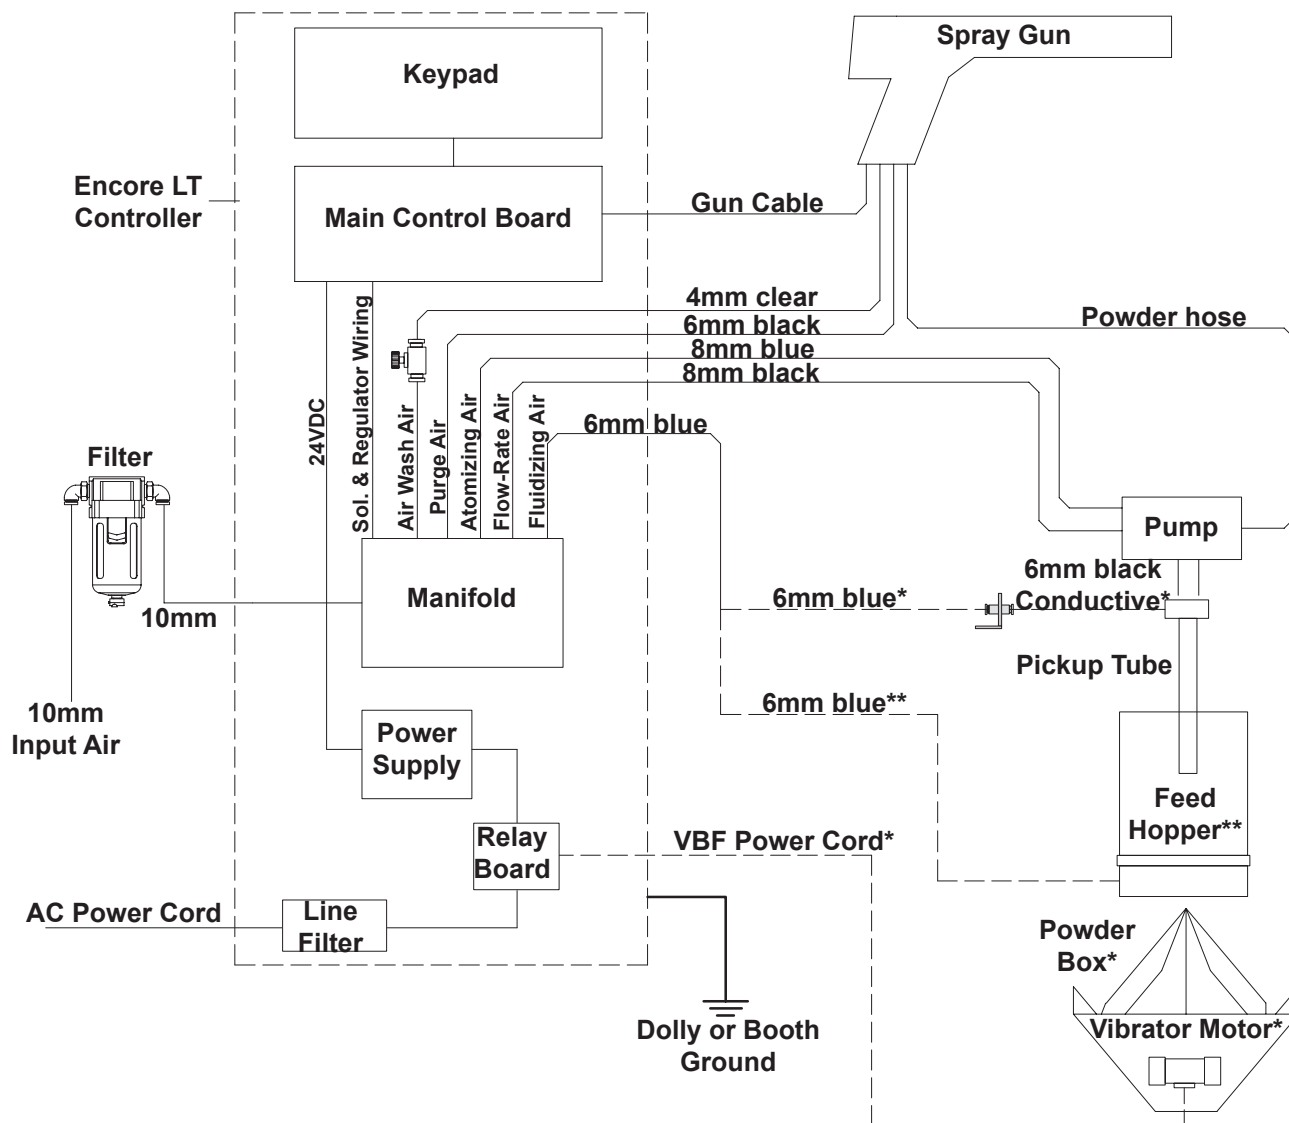 Spray Gun
Keypad
Encore LT
Controller
Main Control Board
Gun Cable
4mm clear
6mm black
8mm blue
8mm black
6mm blue
Powder hose
24VDC
Sol. & Regulator Wiring
Air Wash Air
Purge Air
Atomizing Air
Flow-Rate Air
Fluidizing Air
Filter
10mm
10mm
Input Air
Manifold
Pump
6mm black
Conductive*
6mm blue*
Pickup Tube
6mm blue**
Power
Supply
Feed
Hopper**
Relay
Board
VBF Power Cord*
AC Power Cord
Line
Filter
Powder
Box*
Dolly or Booth
Ground
Vibrator Motor*